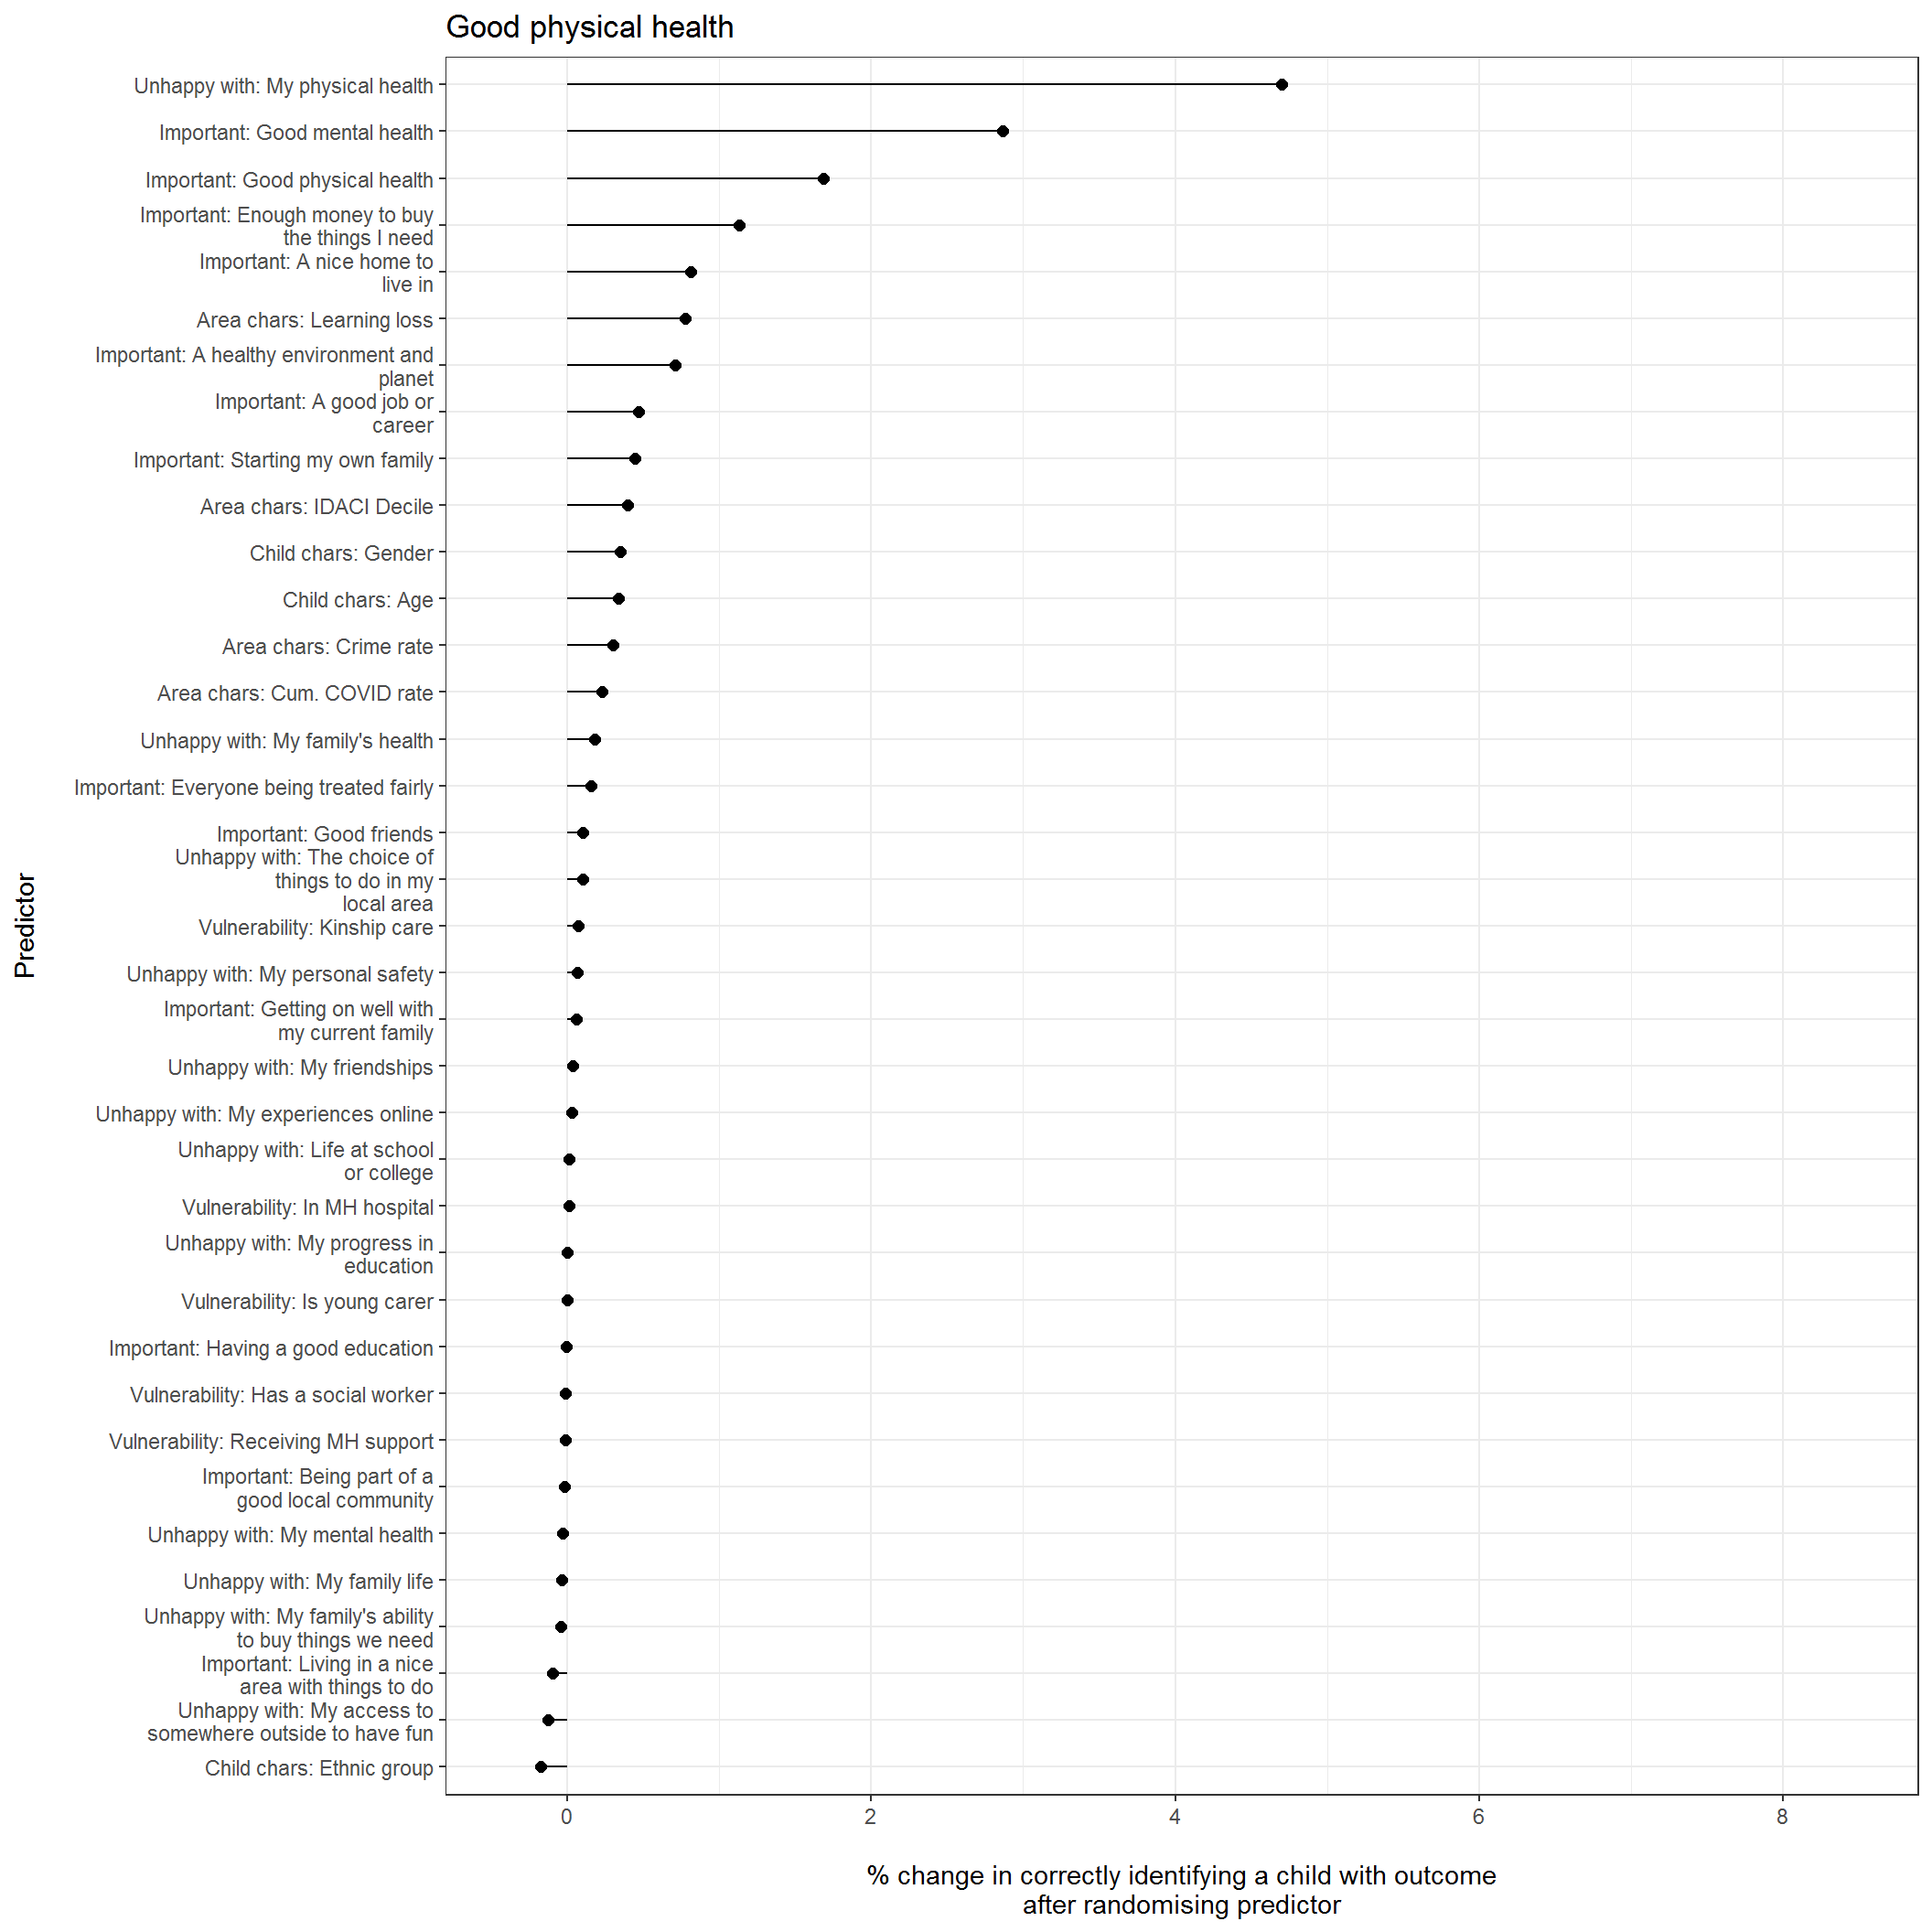 Good physical health
Unhappy with: My physical health
Important: Good mental health
Important: Good physical health
Important: Enough money to buy
the things I need
Important: A nice home to
live in
Area chars: Learning loss
Important: A healthy environment and
planet
Important: A good job or
career
Important: Starting my own family
Area chars: IDACI Decile
Child chars: Gender
Child chars: Age
Area chars: Crime rate
Area chars: Cum. COVID rate
Unhappy with: My family's health
Important: Everyone being treated fairly
Important: Good friends
Unhappy with: The choice of
things to do in my
local area
Vulnerability: Kinship care
Unhappy with: My personal safety
Important: Getting on well with
my current family
Unhappy with: My friendships
Unhappy with: My experiences online
Unhappy with: Life at school
or college
Vulnerability: In MH hospital
Unhappy with: My progress in
education
Vulnerability: Is young carer
Important: Having a good education
Vulnerability: Has a social worker
Vulnerability: Receiving MH support
Important: Being part of a
good local community
Unhappy with: My mental health
Unhappy with: My family life
Unhappy with: My family's ability
to buy things we need
Important: Living in a nice
area with things to do
Unhappy with: My access to
somewhere outside to have fun
Child chars: Ethnic group
Predictor
0 2 4 6 8
% change in correctly identifying a child with outcome
after randomising predictor